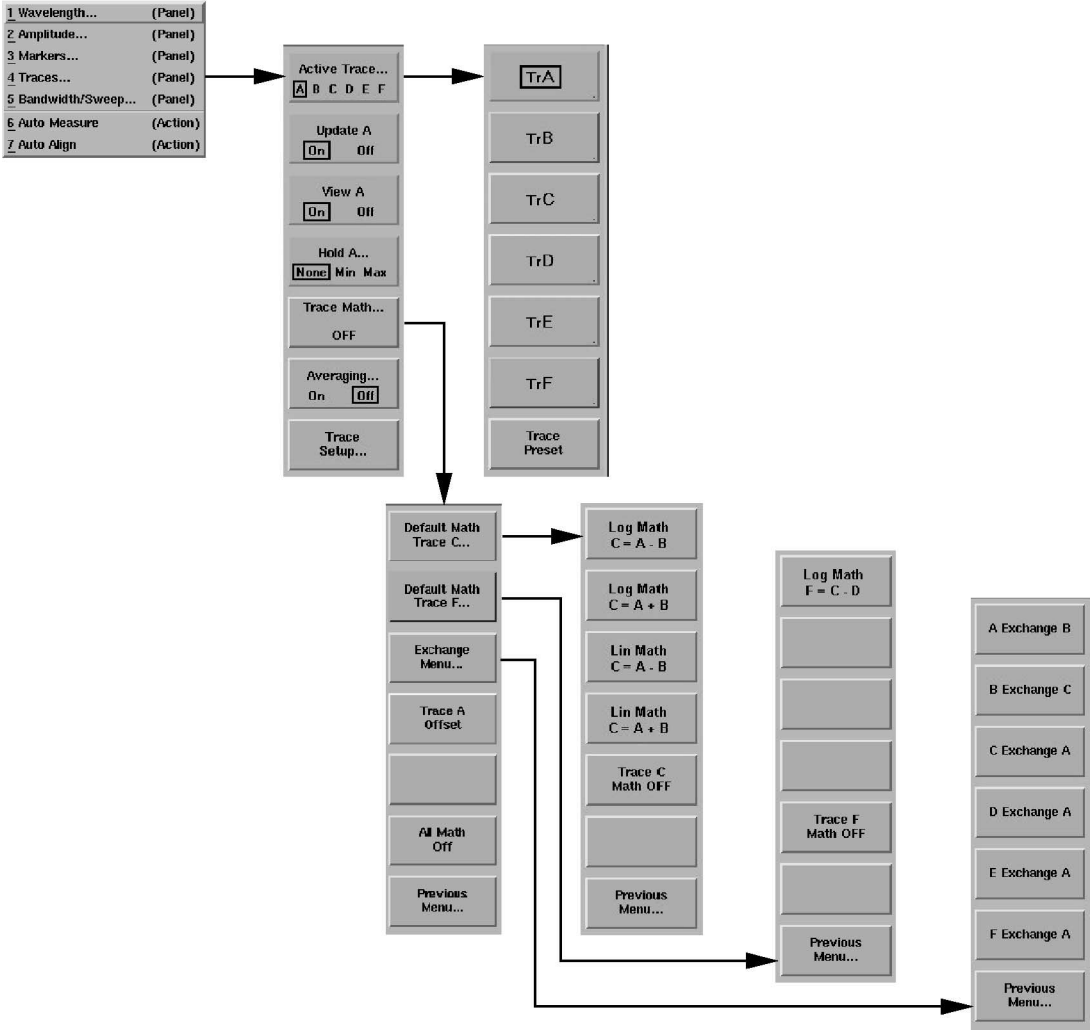 1 Wavelength... (Panel)
2 Amplitude... (Panel)
3 Markers... (Panel)
4 Traces... (Panel)
5 Bandwidth/Sweep... (Panel)
6 Auto Measure (Action)
7 Auto Align (Action)
Active Trace...
A B C D E F
Update A
On Off
View A
On Off
Hold A...
None Min Max
Trace Math...
OFF
Averaging...
On Off
Trace
Setup...
TrA
TrB
TrC
TrD
TrE
TrF
Trace
Preset
Default Math
Trace C...
Default Math
Trace F...
Exchange
Menu...
Trace A
Offset
All Math
Off
Previous
Menu...
Log Math
C = A - B
Log Math
C = A + B
Lin Math
C = A - B
Lin Math
C = A + B
Trace C
Math OFF
Previous
Menu...
Log Math
F = C - D
Trace F
Math OFF
Previous
Menu...
A Exchange B
B Exchange C
C Exchange A
D Exchange A
E Exchange A
F Exchange A
Previous
Menu...